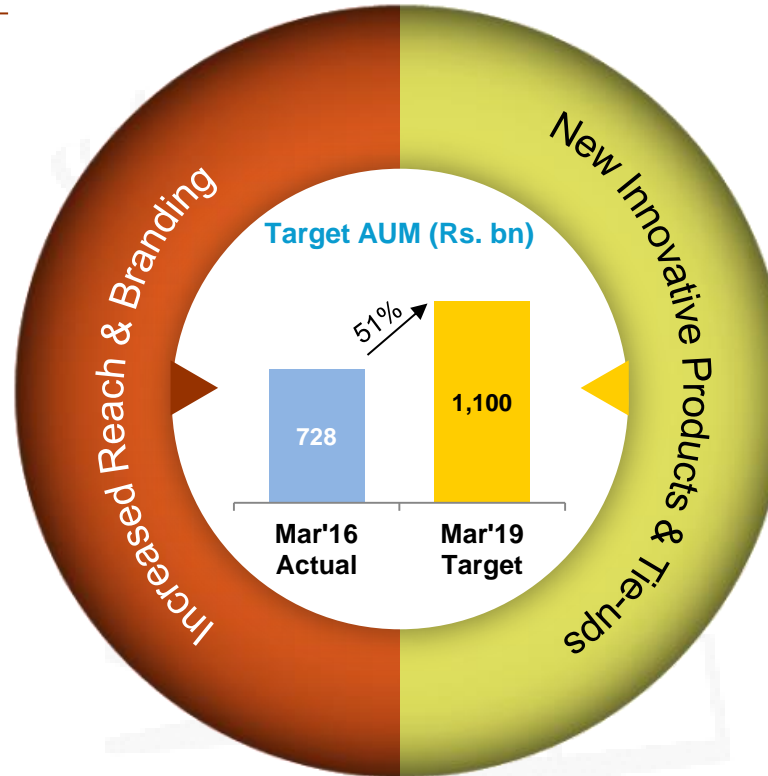 Increased Reach & Branding
New Innovative Products & Tie-ups
Target AUM (Rs. bn)
51%
728
1,100
Mar'16
Actual
Mar'19
Target